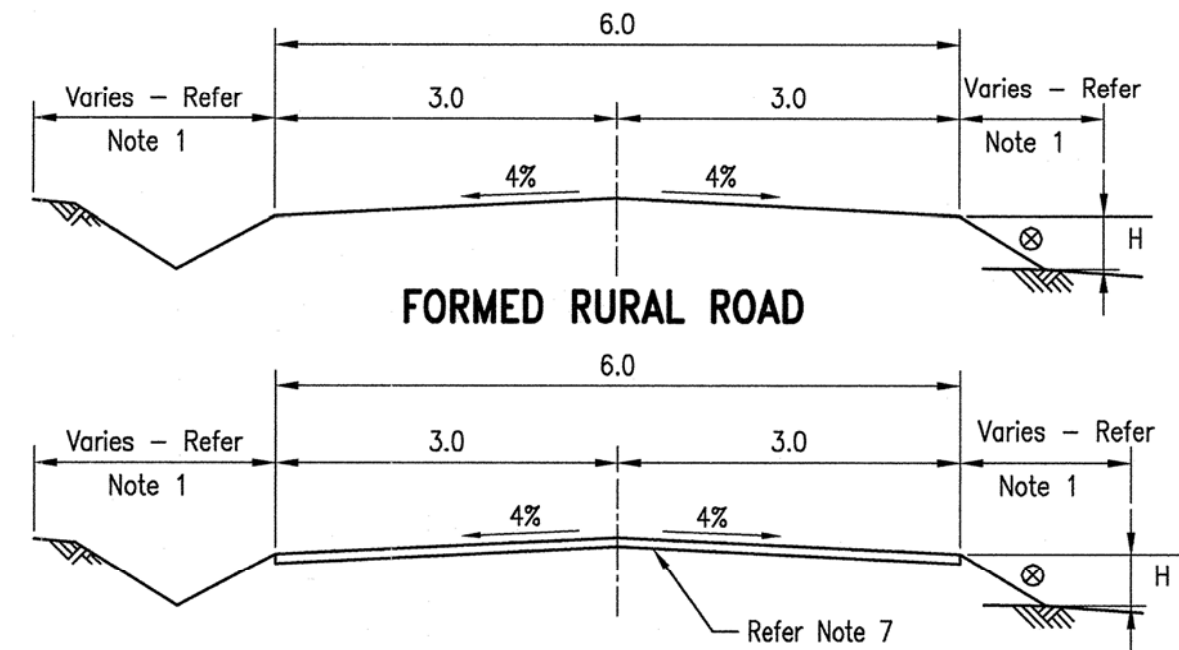 6.0
Varies - Refer
Note 1
3.0
3.0
Varies - Refer
Note 1
4%
4%
H
FORMED RURAL ROAD
6.0
Varies - Refer
Note 1
3.0
3.0
Varies - Refer
Note 1
4%
4%
H
Refer Note 7